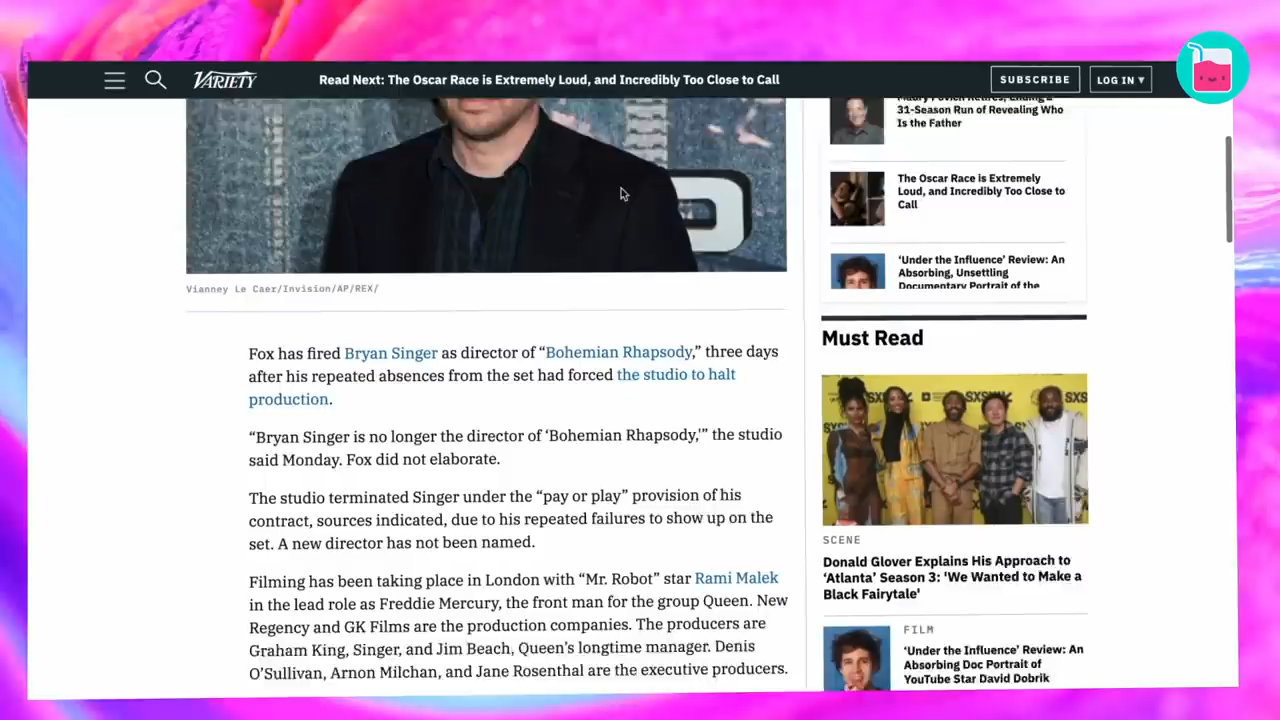 VARIETY
Read Next: The Oscar Race is Extremely Loud, and Incredibly Too Close to Call
SUBSCRIBE
LOG IN ▾
Maury Povich Retires, Ending a
31-Season Run of Revealing Who
Is the Father
The Oscar Race is Extremely
Loud, and Incredibly Too Close to
Call
‘Under the Influence’ Review: An
Absorbing, Unsettling
Documentary Portrait of the
Vianney Le Caer/Invision/AP/REX/
Fox has fired Bryan Singer as director of “Bohemian Rhapsody,” three days
after his repeated absences from the set had forced the studio to halt
production.
“Bryan Singer is no longer the director of ‘Bohemian Rhapsody,’” the studio
said Monday. Fox did not elaborate.
The studio terminated Singer under the “pay or play” provision of his
contract, sources indicated, due to his repeated failures to show up on the
set. A new director has not been named.
Filming has been taking place in London with “Mr. Robot” star Rami Malek
in the lead role as Freddie Mercury, the front man for the group Queen. New
Regency and GK Films are the production companies. The producers are
Graham King, Singer, and Jim Beach, Queen’s longtime manager. Denis
O’Sullivan, Arnon Milchan, and Jane Rosenthal are the executive producers.
Must Read
SXSW
SXS
SCENE
Donald Glover Explains His Approach to
‘Atlanta’ Season 3: 'We Wanted to Make a
Black Fairytale'
FILM
‘Under the Influence’ Review: An
Absorbing Doc Portrait of
YouTube Star David Dobrik